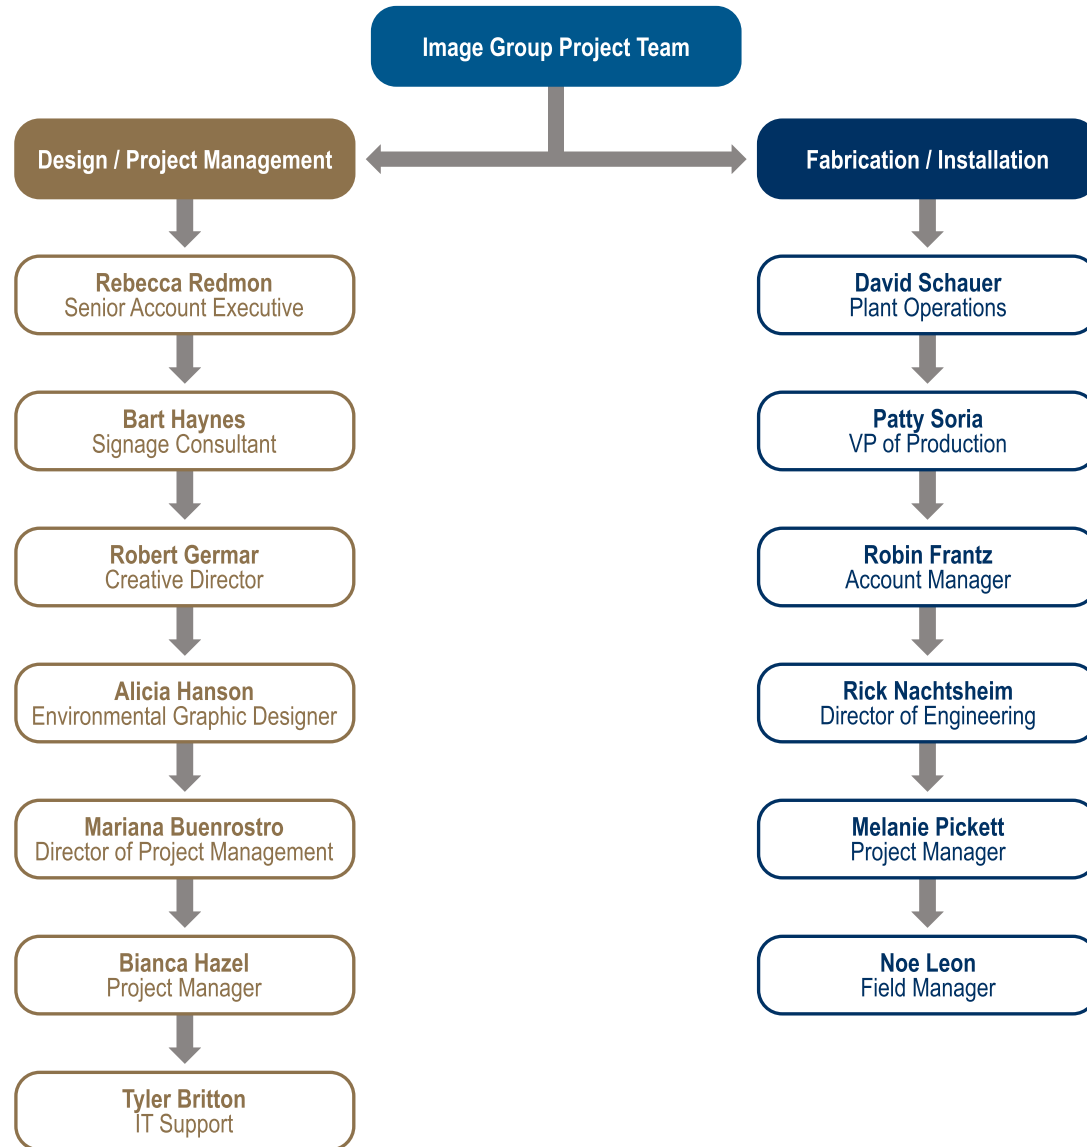 Image Group Project Team
Design / Project Management
Rebecca Redmon
Senior Account Executive
Bart Haynes
Signage Consultant
Robert Germar
Creative Director
Alicia Hanson
Environmental Graphic Designer
Mariana Buenrostro
Director of Project Management
Bianca Hazel
Project Manager
Tyler Britton
IT Support
Fabrication / Installation
David Schauer
Plant Operations
Patty Soria
VP of Production
Robin Frantz
Account Manager
Rick Nachtsheim
Director of Engineering
Melanie Pickett
Project Manager
Noe Leon
Field Manager